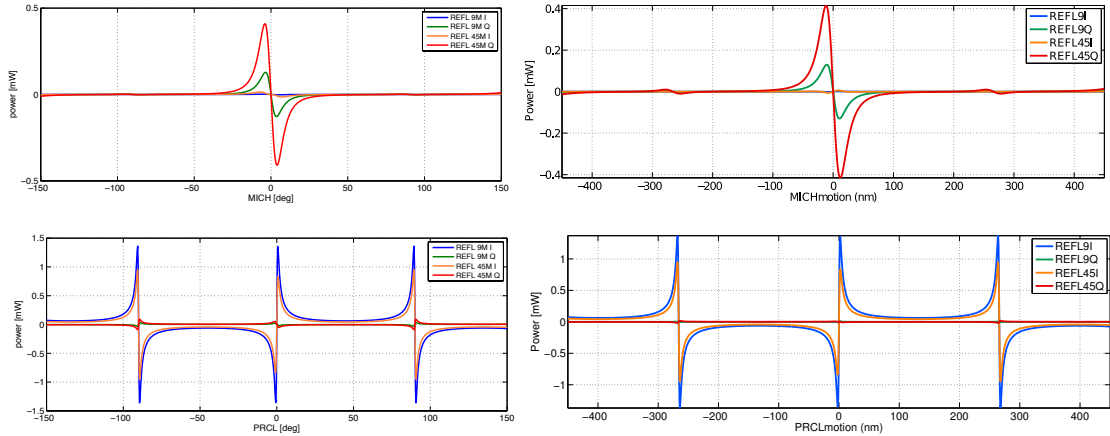 REFL 9M I
REFL 9M Q
REFL 45M I
REFL 45M Q
0.5
0
−0.5
power [mW]
−150 −100 −50 0 50 100 150
MICH [deg]
REFL9I
REFL9Q
REFL45I
REFL45Q
0.4
0.2
0
−0.2
−0.4
Power [mW]
−400 −300 −200 −100 0 100 200 300 400
MICHmotion (nm)
REFL 9M I
REFL 9M Q
REFL 45M I
REFL 45M Q
1.5
1
0.5
0
−0.5
−1
−1.5
power [mW]
−150 −100 −50 0 50 100 150
PRCL [deg]
REFL9I
REFL9Q
REFL45I
REFL45Q
1
0.5
0
−0.5
−1
Power [mW]
−400 −300 −200 −100 0 100 200 300 400
PRCLmotion (nm)